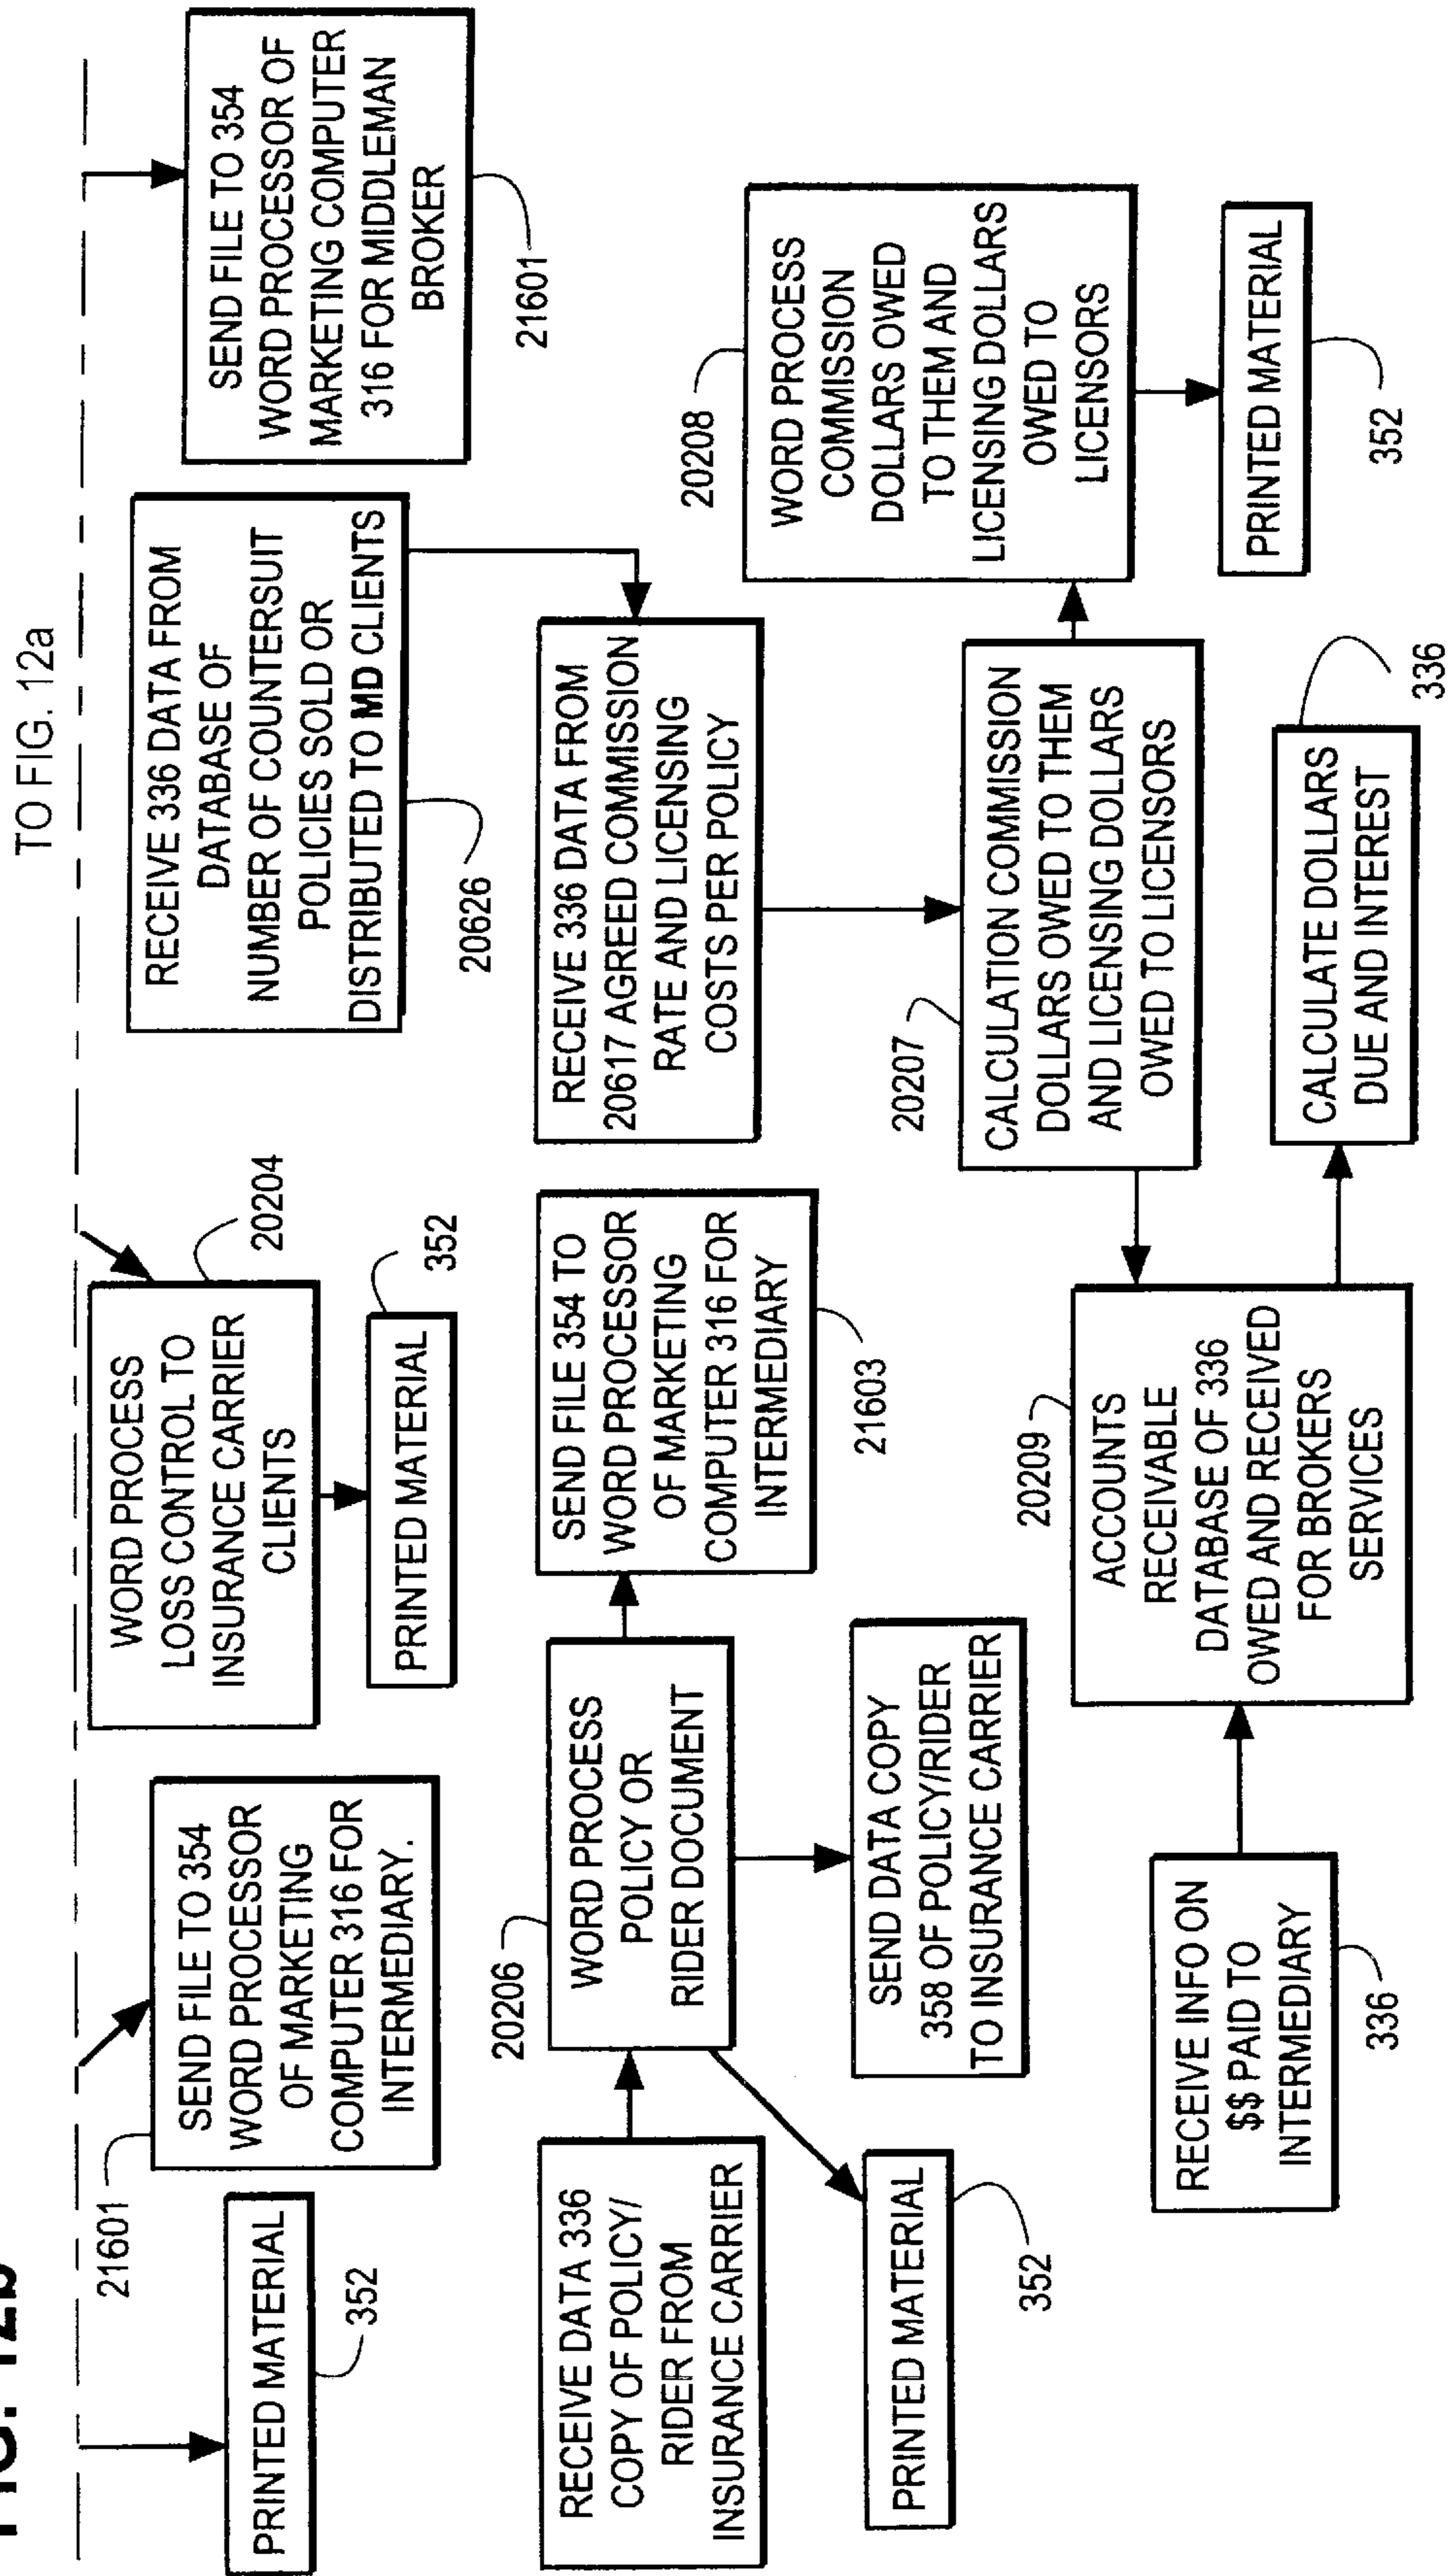 FIG. 12b
TO FIG. 12a
PRINTED MATERIAL
352
21601
SEND FILE TO 354
WORD PROCESSOR
OF MARKETING
COMPUTER 316 FOR
INTERMEDIARY.
WORD PROCESS
LOSS CONTROL TO
INSURANCE CARRIER
CLIENTS
20204
PRINTED MATERIAL
352
RECEIVE 336 DATA FROM
DATABASE OF
NUMBER OF COUNTERSUIT
POLICIES SOLD OR
DISTRIBUTED TO MD CLIENTS
20626
SEND FILE TO 354
WORD PROCESSOR OF
MARKETING COMPUTER
316 FOR MIDDLEMAN
BROKER
21601
RECEIVE DATA 336
COPY OF POLICY/
RIDER FROM
INSURANCE CARRIER
20206
WORD PROCESS
POLICY OR
RIDER DOCUMENT
SEND FILE 354 TO
WORD PROCESSOR
OF MARKETING
COMPUTER 316 FOR
INTERMEDIARY
21603
RECEIVE 336 DATA FROM
20617 AGREED COMMISSION
RATE AND LICENSING
COSTS PER POLICY
20208
WORD PROCESS
COMMISSION
DOLLARS OWED
TO THEM AND
LICENSING DOLLARS
OWED TO
LICENSORS
PRINTED MATERIAL
352
SEND DATA COPY
358 OF POLICY/RIDER
TO INSURANCE CARRIER
20207
CALCULATION COMMISSION
DOLLARS OWED TO THEM
AND LICENSING DOLLARS
OWED TO LICENSORS
PRINTED MATERIAL
352
RECEIVE INFO ON
$$ PAID TO
INTERMEDIARY
336
20209
ACCOUNTS
RECEIVABLE
DATABASE OF 336
OWED AND RECEIVED
FOR BROKERS
SERVICES
CALCULATE DOLLARS
DUE AND INTEREST
336